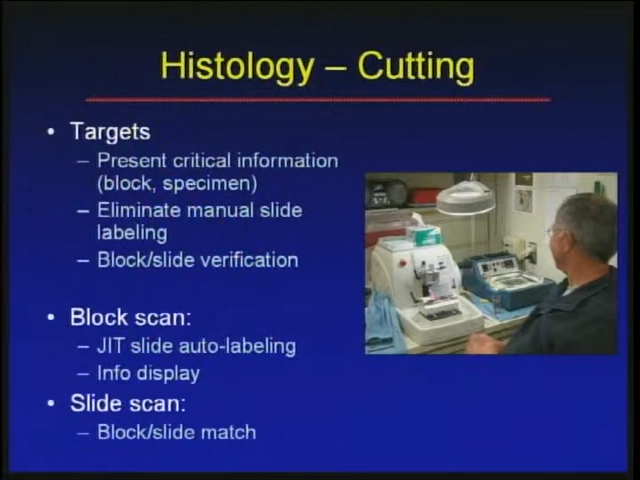 Histology – Cutting
• Targets
– Present critical information
(block, specimen)
– Eliminate manual slide
labeling
– Block/slide verification
• Block scan:
– JIT slide auto-labeling
– Info display
• Slide scan:
– Block/slide match